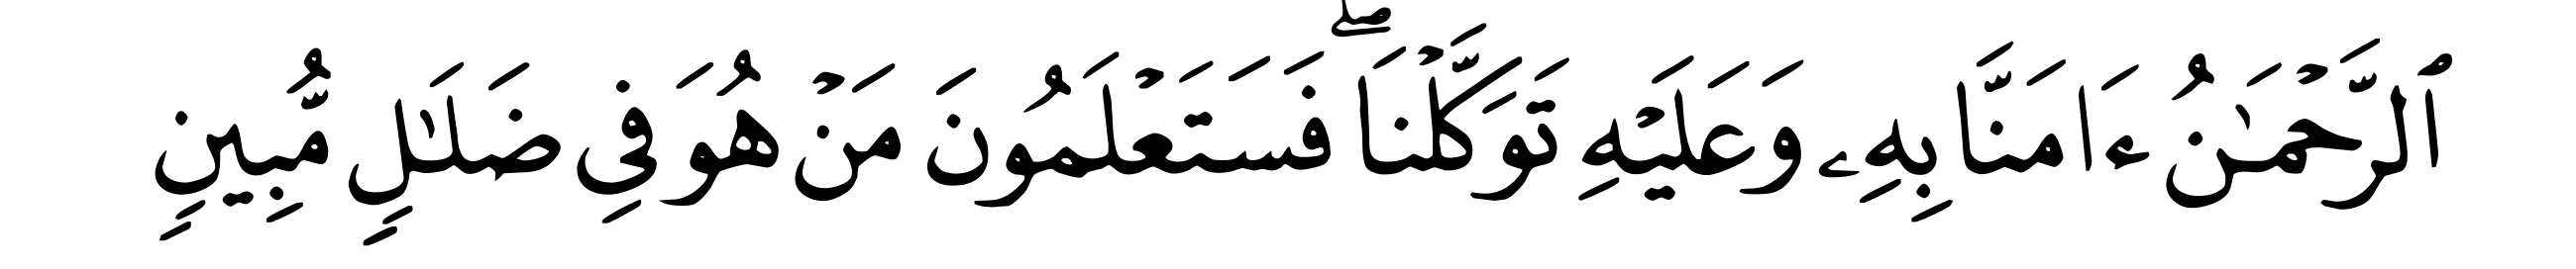 ٱلرَّحْمَـٰنُ ءَامَنَّا بِهِۦ وَعَلَيْهِ تَوَكَّلْنَا ۖ فَسَتَعْلَمُونَ مَنْ هُوَ فِى ضَلَـٰلٍ مُّبِينٍ